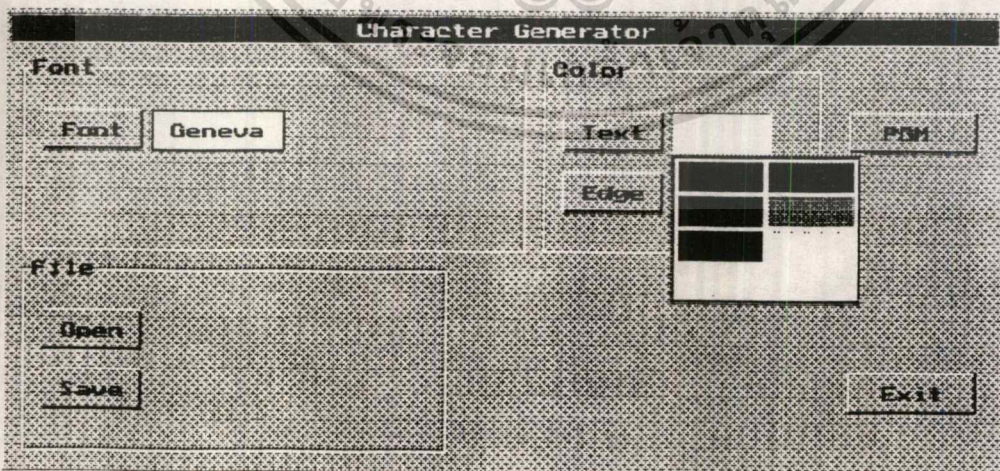 Character Generator
Font
Color
Font Geneva
Text
PGM
Edge
File
Open
Save
Exit